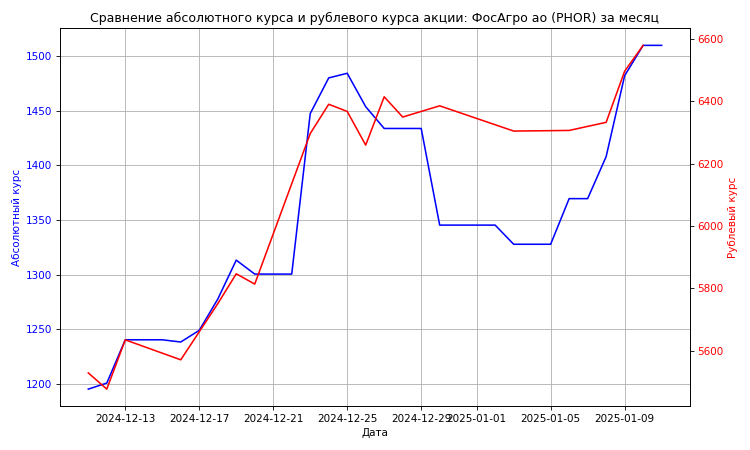 Сравнение абсолютного курса и рублевого курса акции: ФосАгро ао (PHOR) за месяц
1500
1450
1400
1350
1300
1250
1200
Абсолютный курс
6600
6400
6200
6000
5800
5600
Рублевый курс
2024-12-13 2024-12-17 2024-12-21 2024-12-25 2024-12-29 2025-01-01 2025-01-05 2025-01-09
Дата